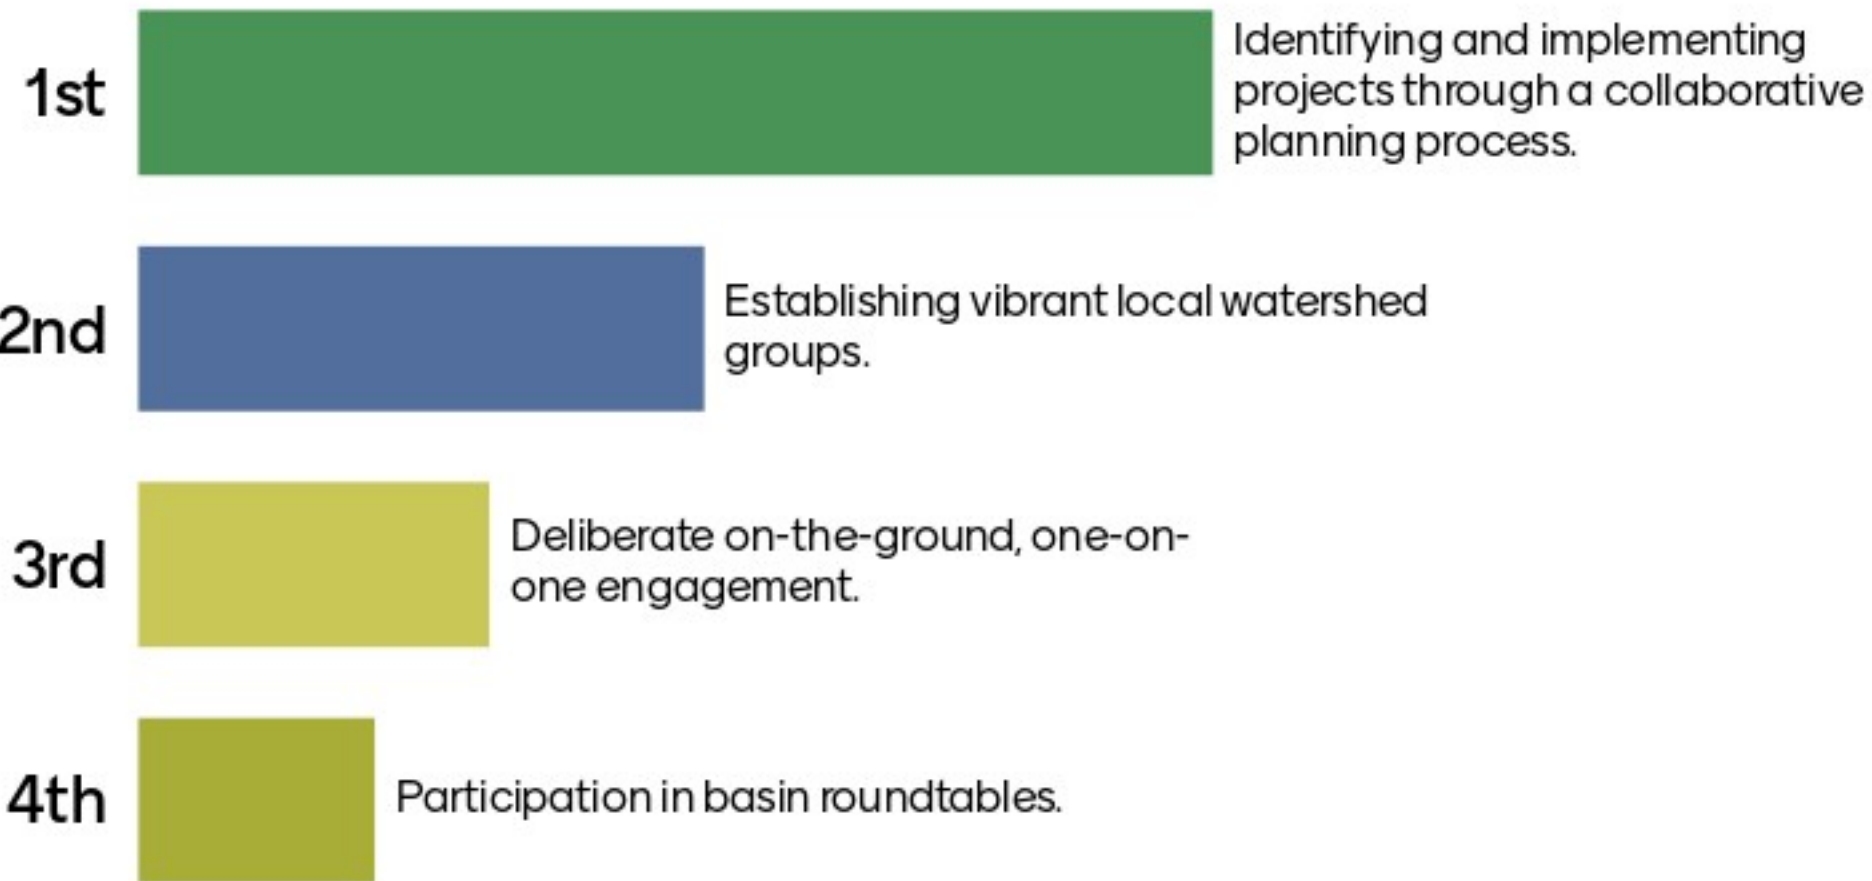 1st
Identifying and implementing
projects through a collaborative
planning process.
2nd
Establishing vibrant local watershed
groups.
3rd
Deliberate on-the-ground, one-on-
one engagement.
4th
Participation in basin roundtables.